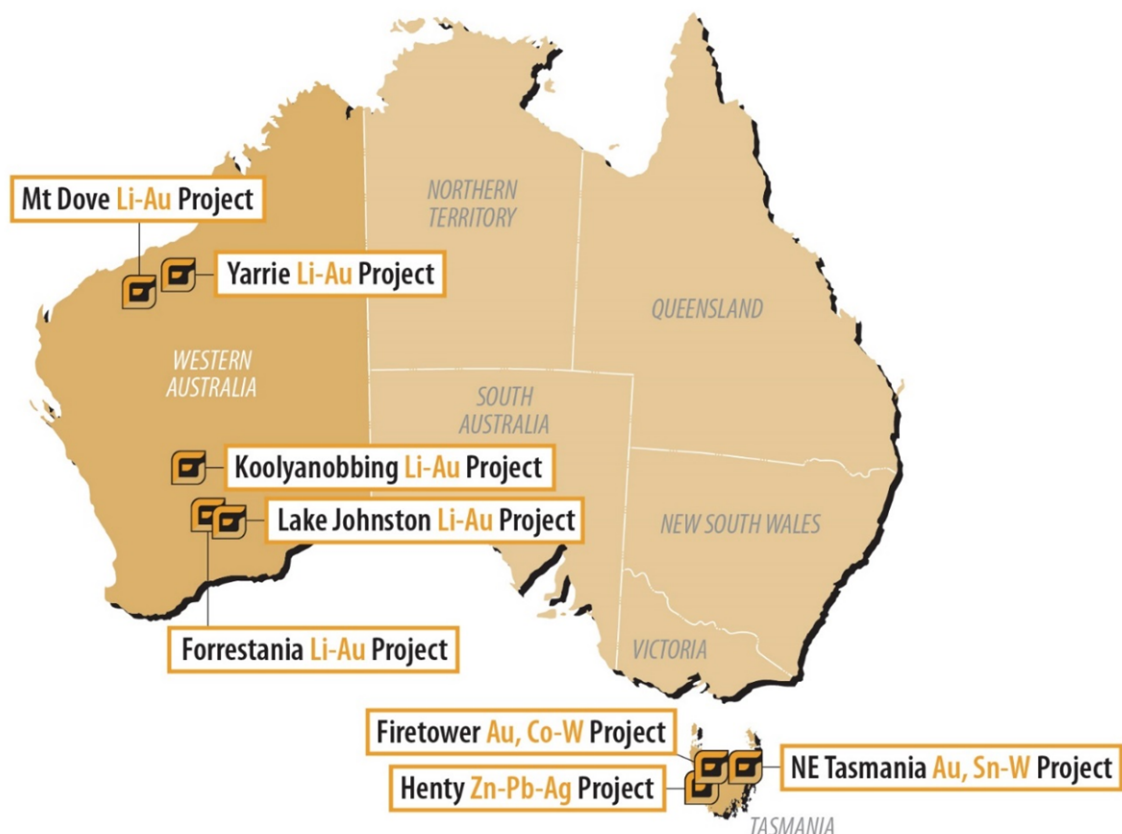 NORTHERN
TERRITORY
Mt Dove Li-Au Project
Yarrie Li-Au Project
QUEENSLAND
WESTERN
AUSTRALIA
SOUTH
AUSTRALIA
Koolyanobbing Li-Au Project
Lake Johnston Li-Au Project
NEW SOUTH WALES
Forrestania Li-Au Project
VICTORIA
Firetower Au, Co-W Project
NE Tasmania Au, Sn-W Project
Henty Zn-Pb-Ag Project
TASMANIA